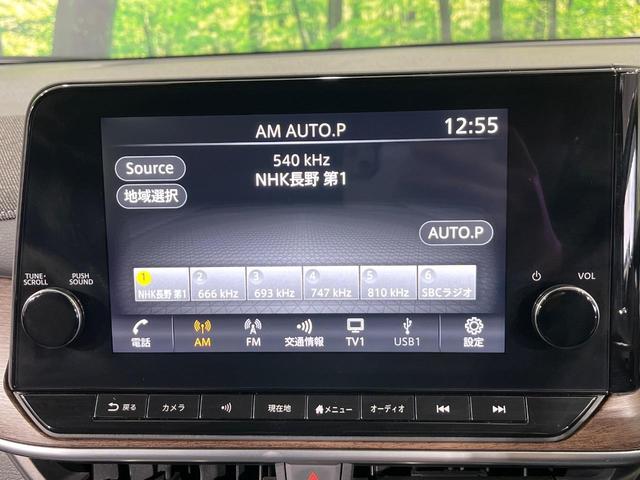 AM AUTO.P
12:55
540 kHz
NHK長野 第1
Source
地域選択
AUTO.P
1
NHK長野 第1
2
666 kHz
3
693 kHz
4
747 kHz
5
810 kHz
6
SBCラジオ
TUNE・
SCROLL
PUSH
SOUND
VOL
電話
AM
FM
交通情報
TV1
USB1
設定
戻る
カメラ
現在地
メニュー
オーディオ